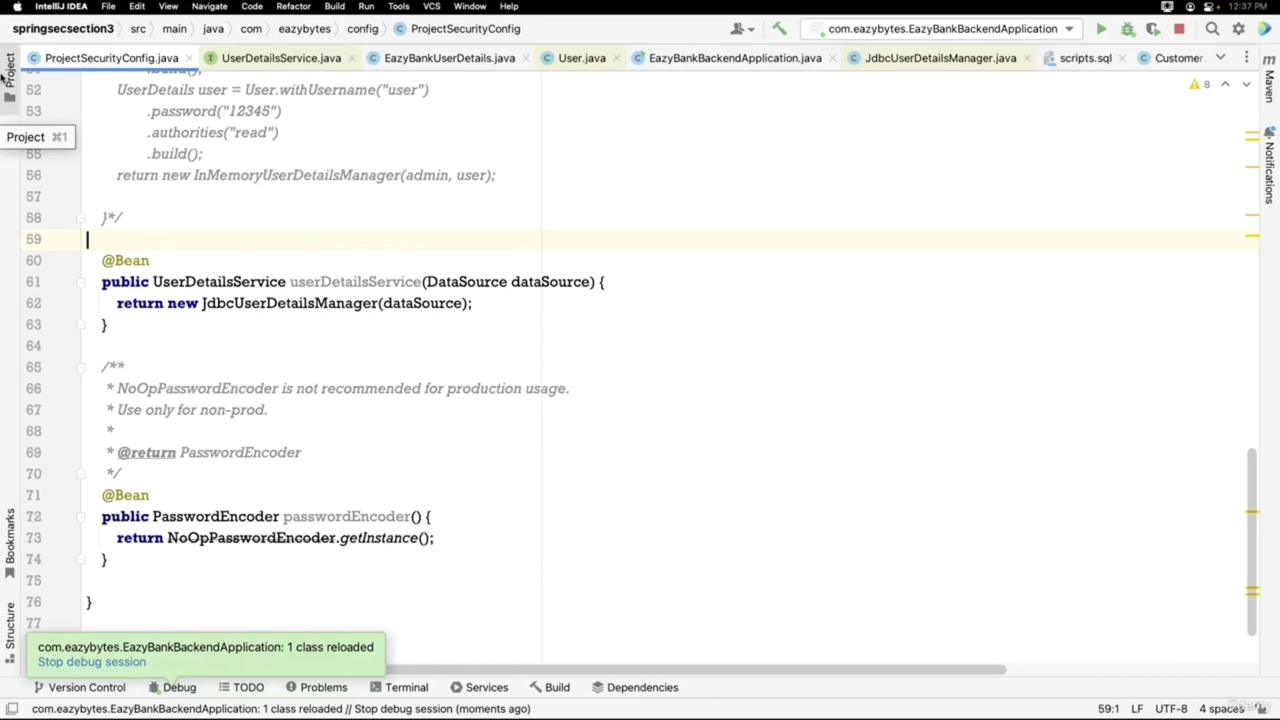 IntelliJ IDEA File Edit View Navigate Code Refactor Build Run Tools VCS Window Help 12:37 PM
springsecsection3 src main java com eazybytes config ProjectSecurityConfig com.eazybytes.EazyBankBackendApplication
ProjectSecurityConfig.java UserDetailsService.java EazyBankUserDetails.java User.java EazyBankBackendApplication.java JdbcUserDetailsManager.java scripts.sql Customer
Project
Maven
Notifications
Bookmarks
Structure
8
.build();
52 UserDetails user = User.withUsername("user")
53 .password("12345")
.authorities("read")
Project ⌘1
55 .build();
56 return new InMemoryUserDetailsManager(admin, user);
57
58 }*/
59
60 @Bean
61 public UserDetailsService userDetailsService(DataSource dataSource) {
62 return new JdbcUserDetailsManager(dataSource);
63 }
64
65 /**
66 * NoOpPasswordEncoder is not recommended for production usage.
67 * Use only for non-prod.
68 *
69 * @return PasswordEncoder
70 */
71 @Bean
72 public PasswordEncoder passwordEncoder() {
73 return NoOpPasswordEncoder.getInstance();
74 }
75
76 }
77
com.eazybytes.EazyBankBackendApplication: 1 class reloaded
Stop debug session
Version Control Debug TODO Problems Terminal Services Build Dependencies
com.eazybytes.EazyBankBackendApplication: 1 class reloaded // Stop debug session (moments ago) 59:1 LF UTF-8 4 spaces
Udemy